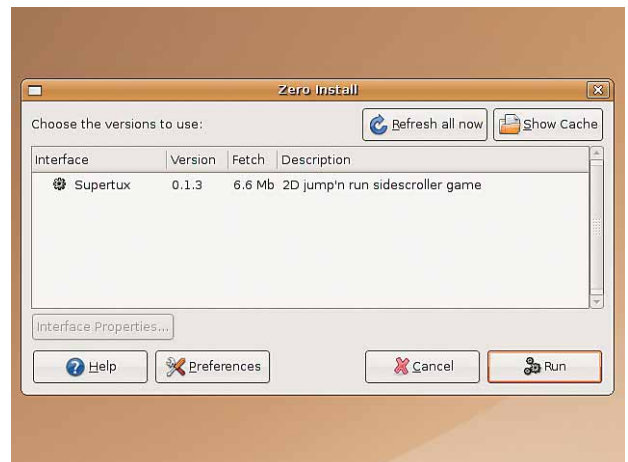 Zero Install
Choose the versions to use:
Refresh all now
Show Cache
Interface Version Fetch Description
Supertux 0.1.3 6.6 Mb 2D jump'n run sidescroller game
Interface Properties...
Help
Preferences
Cancel
Run